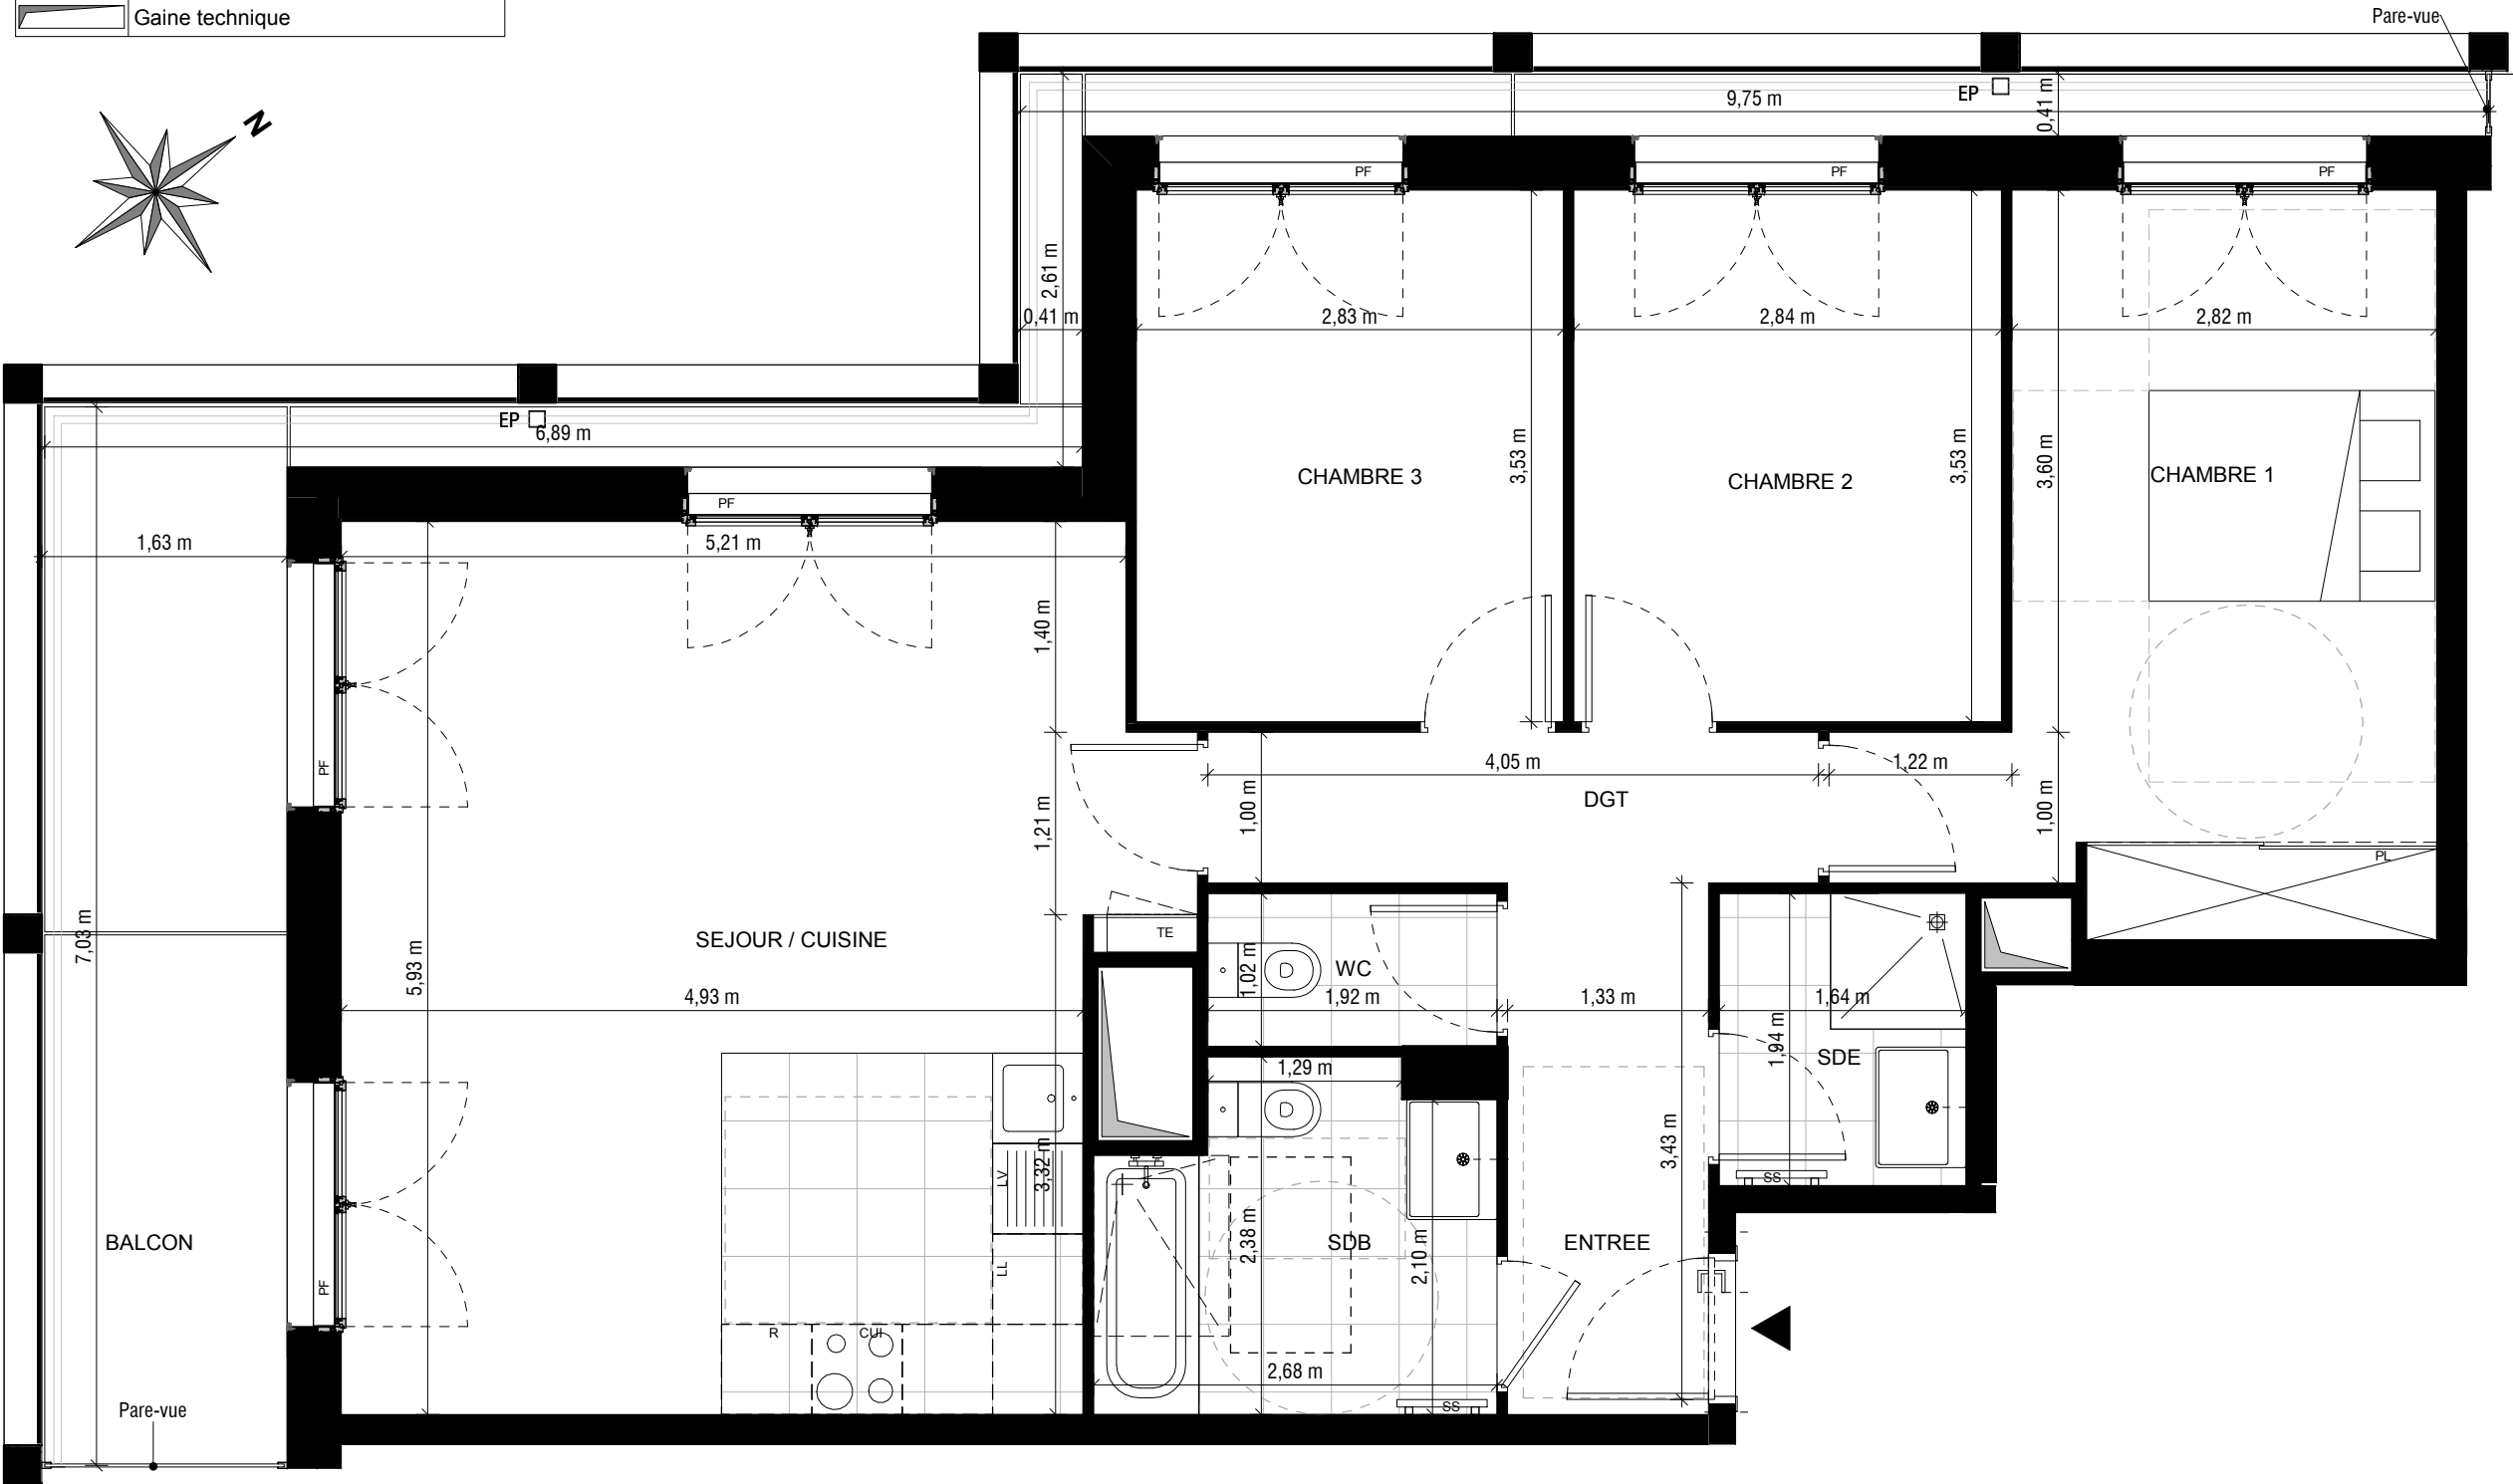 Gaine technique
Pare-vue
N
EP
9,75 m
0,41 m
PF
PF
PF
2,61 m
0,41 m
2,83 m
2,84 m
2,82 m
EP
6,89 m
CHAMBRE 3
3,53 m
CHAMBRE 2
3,53 m
3,60 m
CHAMBRE 1
PF
1,63 m
5,21 m
1,40 m
PF
4,05 m
1,22 m
DGT
1,21 m
1,00 m
1,00 m
PL
7,03 m
5,93 m
SEJOUR / CUISINE
TE
4,93 m
1,02 m
WC
1,92 m
1,33 m
1,64 m
1,94 m
SDE
1,29 m
3,32 m
LV
3,43 m
SS
BALCON
LL
2,38 m
SDB
2,10 m
ENTREE
PF
R
CUI
2,68 m
SS
Pare-vue